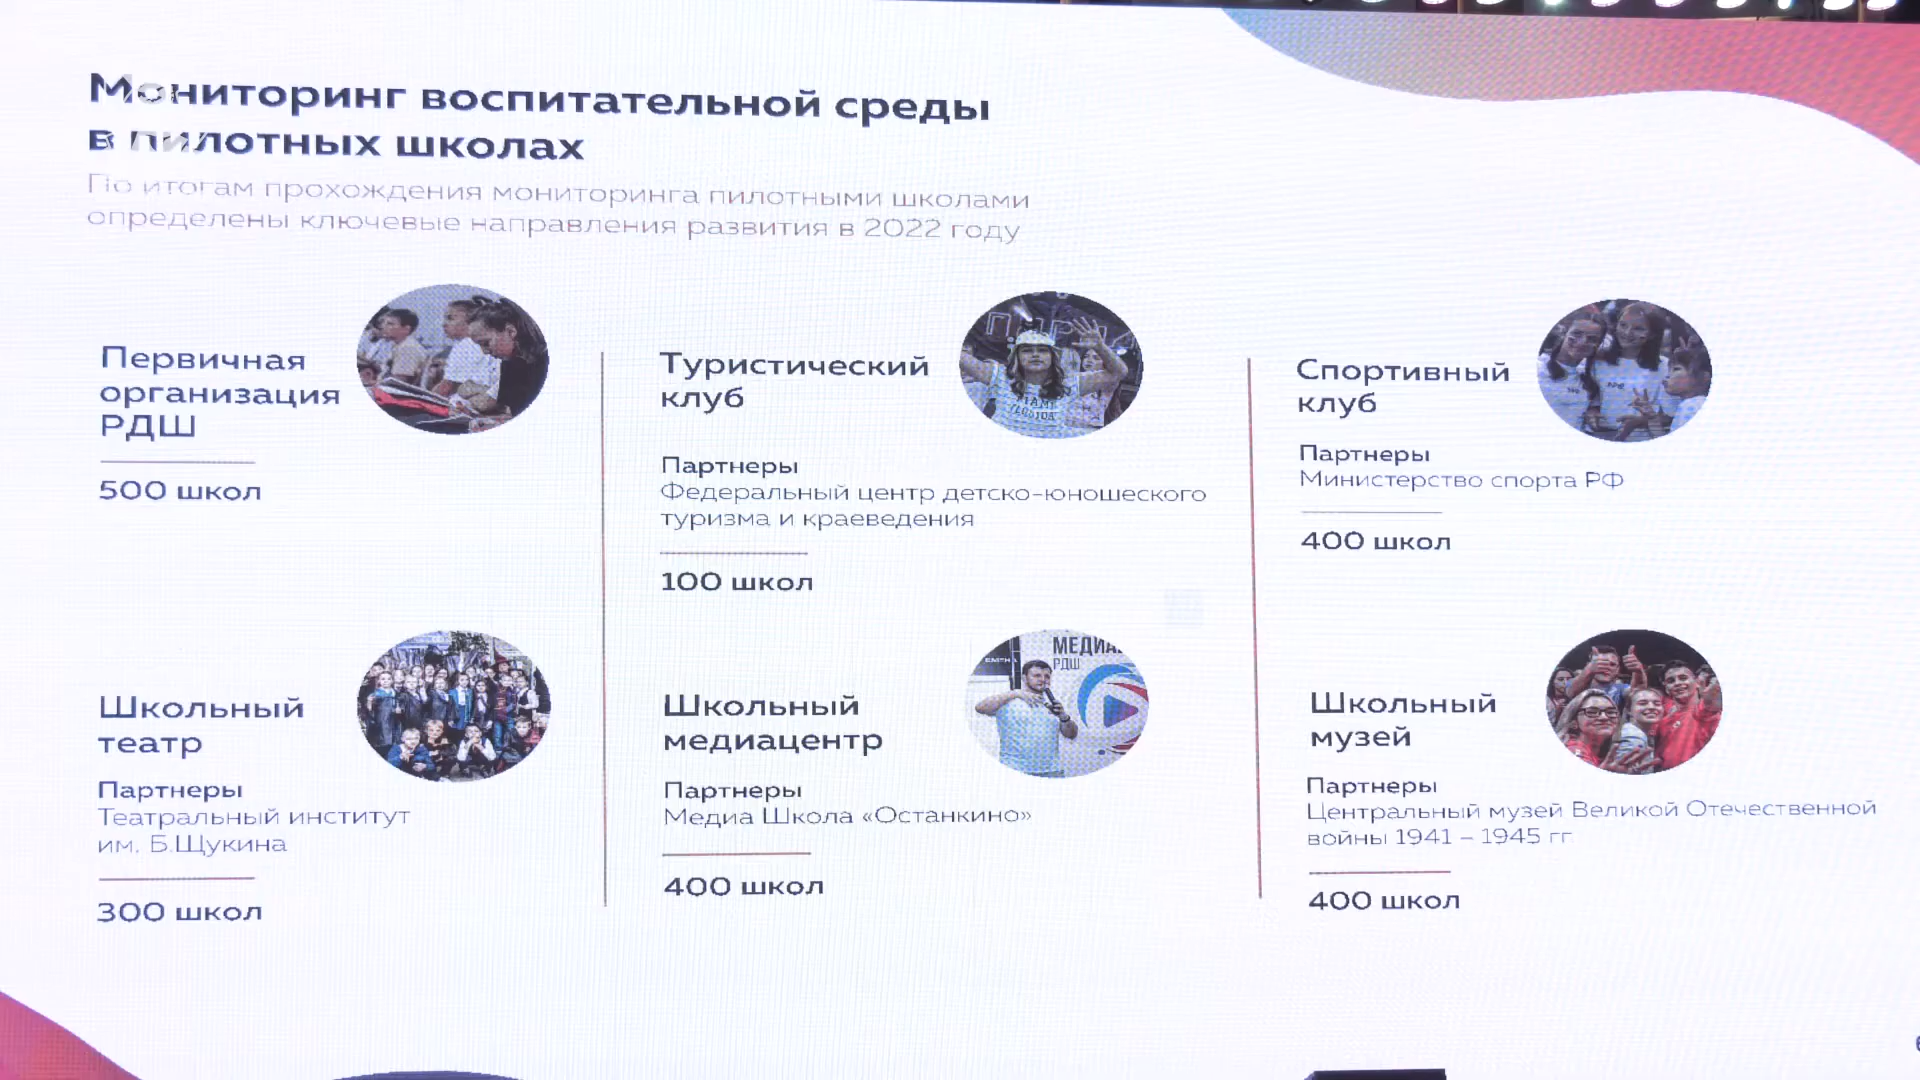 Мониторинг воспитательной среды
в пилотных школах
По итогам прохождения мониторинга пилотными школами
определены ключевые направления развития в 2022 году
Первичная
организация
РДШ
500 школ
Туристический
клуб
Партнеры
Федеральный центр детско-юношеского
туризма и краеведения
100 школ
Спортивный
клуб
Партнеры
Министерство спорта РФ
400 школ
Школьный
театр
Партнеры
Театральный институт
им. Б.Щукина
300 школ
МЕДИА
РДШ
Школьный
медиацентр
Партнеры
Медиа Школа «Останкино»
400 школ
Школьный
музей
Партнеры
Центральный музей Великой Отечественной
войны 1941 – 1945 гг.
400 школ